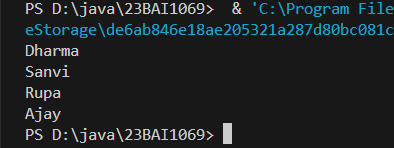 PS D:\java\23BAI1069>  & 'C:\Program File
eStorage\de6ab846e18ae205321a287d80bc081c
Dharma
Sanvi
Rupa
Ajay
PS D:\java\23BAI1069>